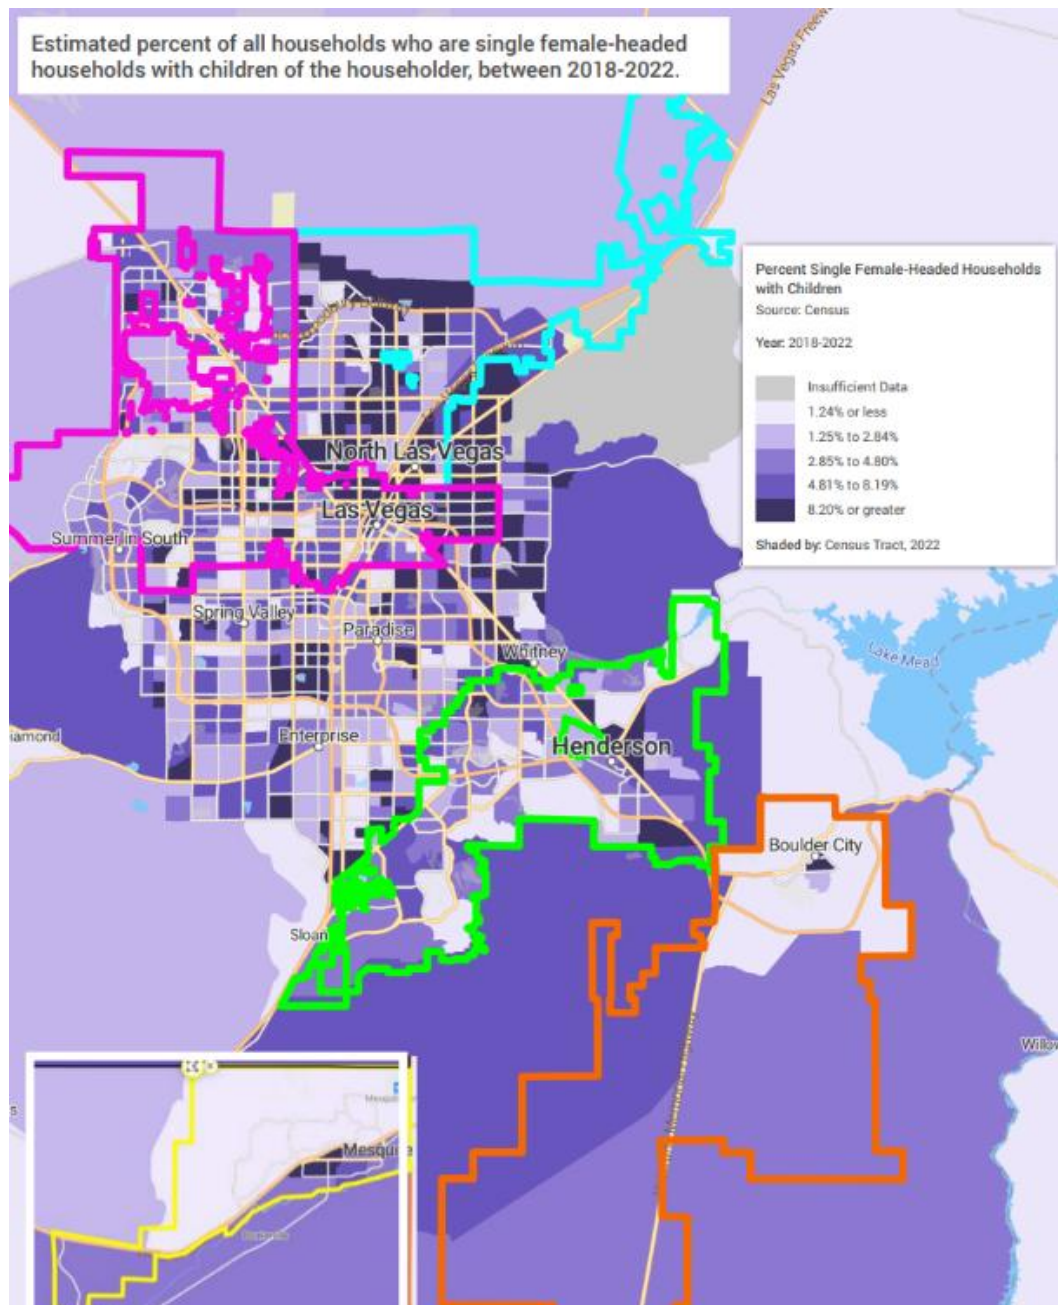 Estimated percent of all households who are single female-headed
households with children of the householder, between 2018-2022.
Las Vegas Freew
Percent Single Female-Headed Households
with Children
Source: Census
Year: 2018-2022
Insufficient Data
1.24% or less
1.25% to 2.84%
2.85% to 4.80%
4.81% to 8.19%
8.20% or greater
Shaded by: Census Tract, 2022
North Las Vegas
Las Vegas
Summerlin South
Spring Valley
Paradise
Whitney
Lake Mead
iamond
Enterprise
Henderson
Boulder City
Sloan
Willow
Mesquite